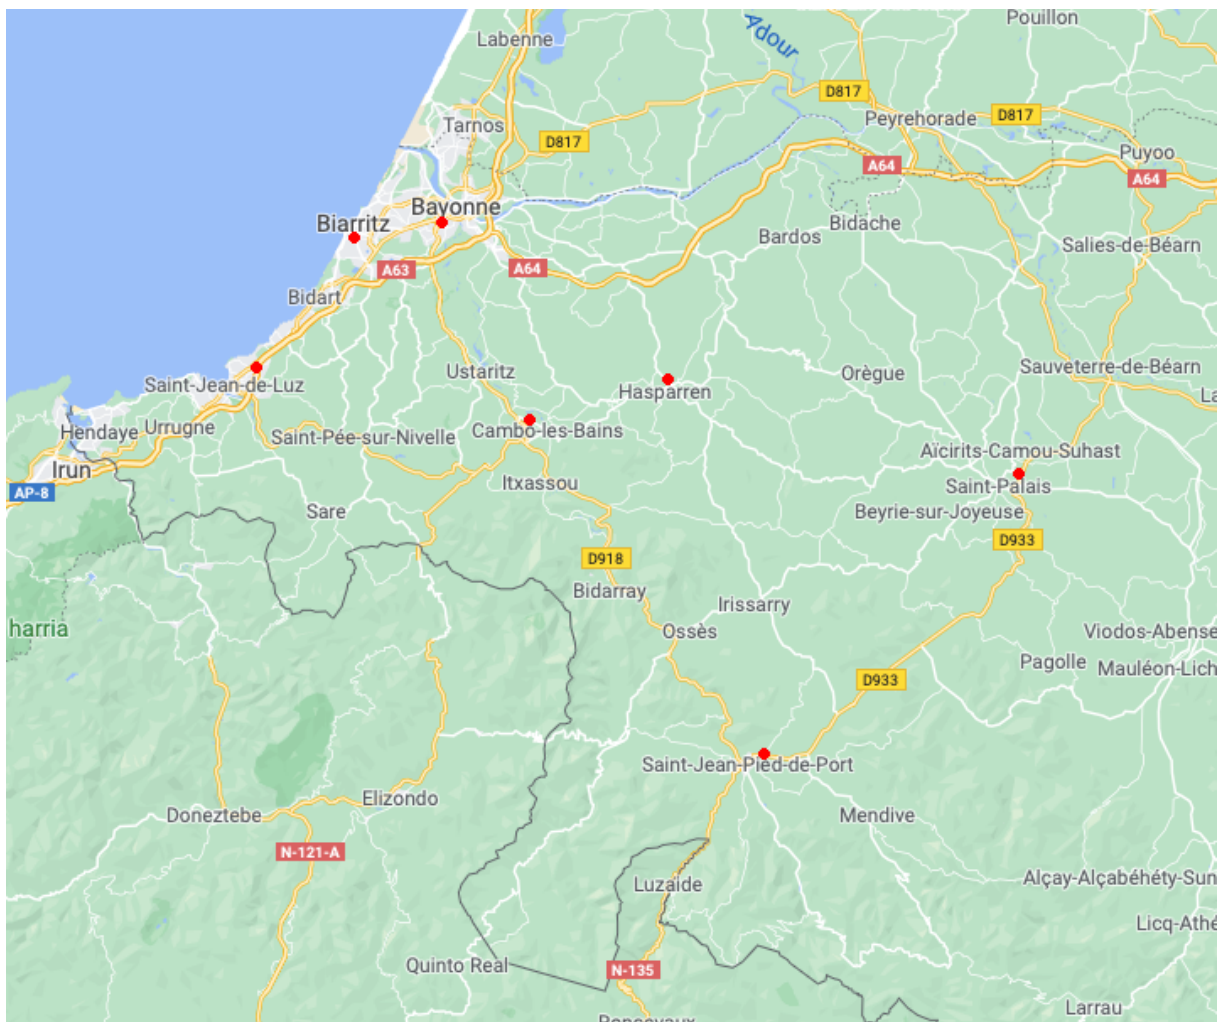 Pouillon
Adour
Labenne
D817
D817
Peyrehorade
Tarnos
D817
Puyoo
A64
A64
Bayonne
Biarritz
Bidache
Bardos
Salies-de-Béarn
A63
A64
Bidart
Sauveterre-de-Béarn
Ustaritz
Orègue
Saint-Jean-de-Luz
Hasparren
La
Urrugne
Hendaye
Saint-Pée-sur-Nivelle
Cambo-les-Bains
Aïcirits-Camou-Suhast
Irun
Itxassou
Saint-Palais
AP-8
Sare
Beyrie-sur-Joyeuse
D933
D918
Bidarray
Irissarry
harria
Ossès
Viodos-Abense
Pagolle
Mauléon-Lich
D933
Saint-Jean-Pied-de-Port
Elizondo
Doneztebe
Mendive
N-121-A
Luzaide
Alçay-Alçabéhéty-Sun
Licq-Athé
Quinto Real
N-135
Larrau